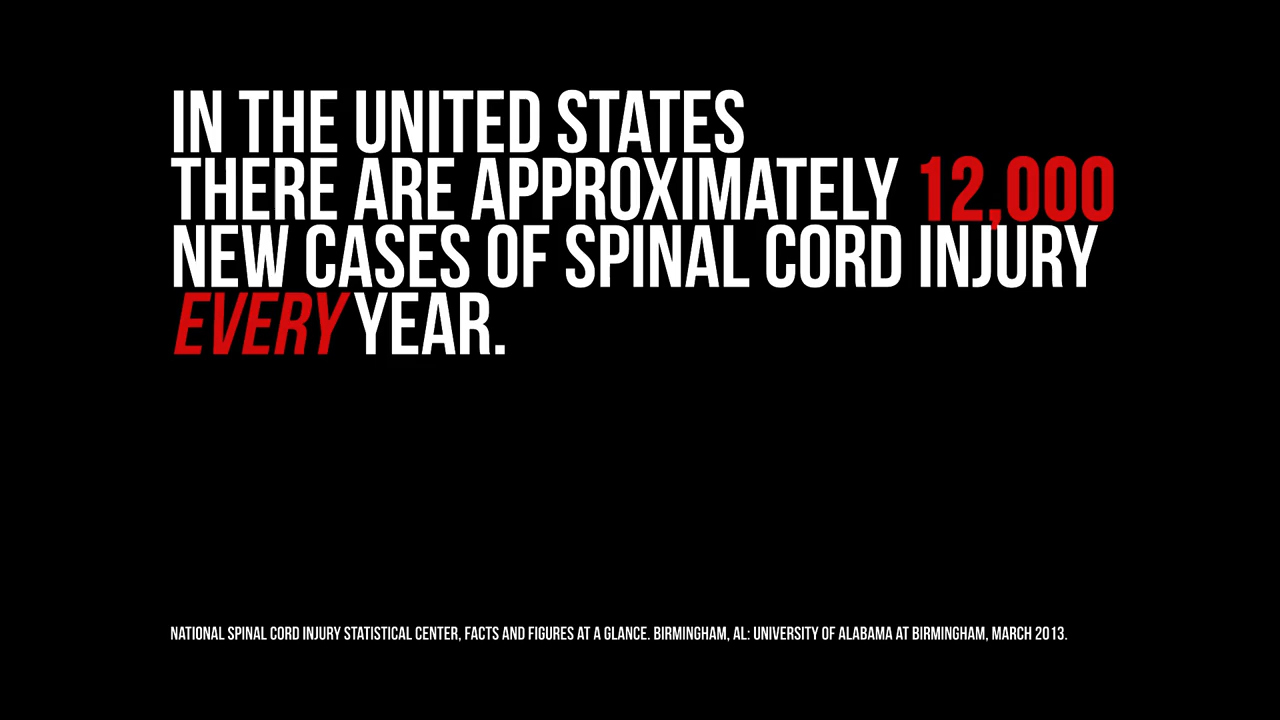 IN THE UNITED STATES
THERE ARE APPROXIMATELY 12,000
NEW CASES OF SPINAL CORD INJURY
EVERY YEAR.
NATIONAL SPINAL CORD INJURY STATISTICAL CENTER, FACTS AND FIGURES AT A GLANCE. BIRMINGHAM, AL: UNIVERSITY OF ALABAMA AT BIRMINGHAM, MARCH 2013.